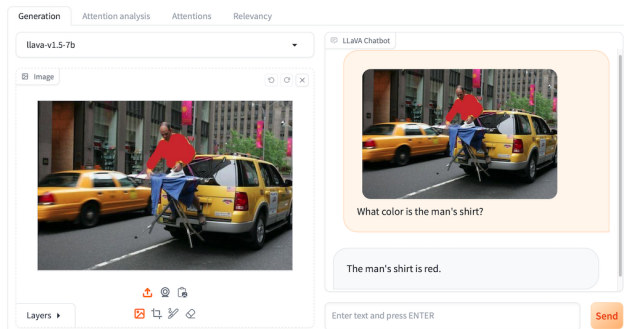 Generation
Attention analysis
Attentions
Relevancy
llava-v1.5-7b
Image
Layers
LLaVA Chatbot
What color is the man's shirt?
The man's shirt is red.
Enter text and press ENTER
Send